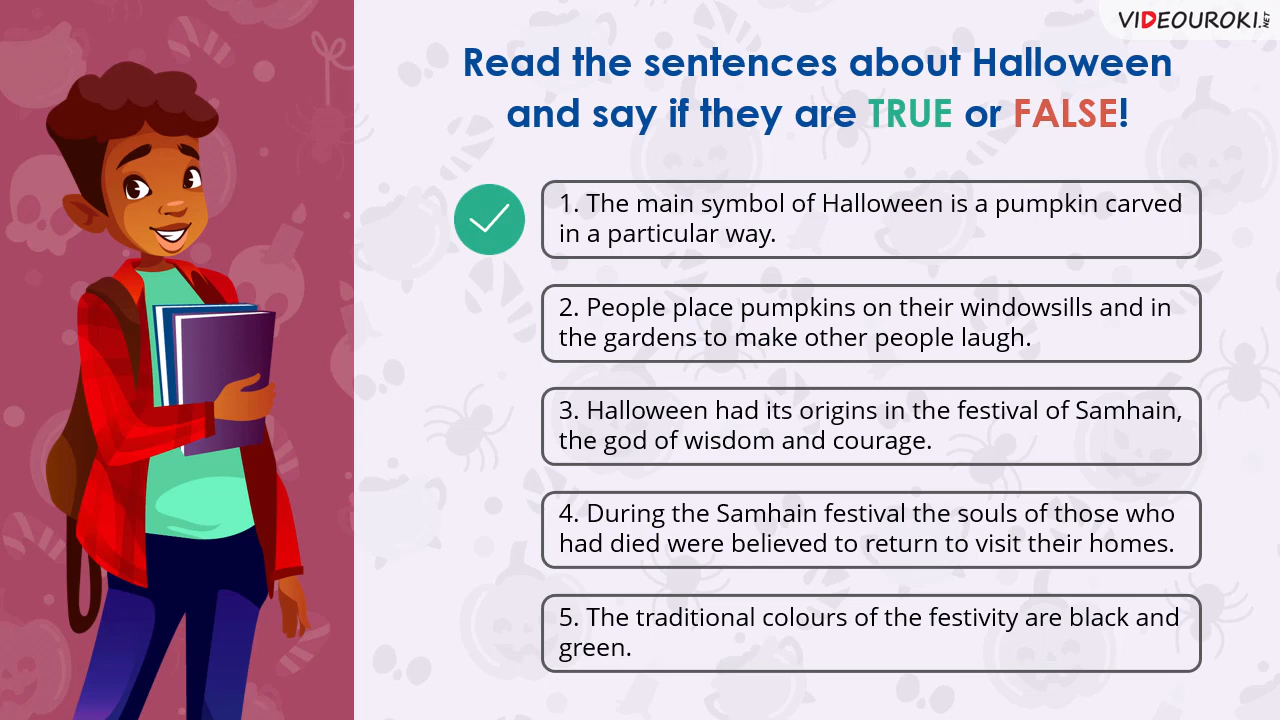 VIDEOUROKI.NET
Read the sentences about Halloween
and say if they are TRUE or FALSE!
1. The main symbol of Halloween is a pumpkin carved
in a particular way.
2. People place pumpkins on their windowsills and in
the gardens to make other people laugh.
3. Halloween had its origins in the festival of Samhain,
the god of wisdom and courage.
4. During the Samhain festival the souls of those who
had died were believed to return to visit their homes.
5. The traditional colours of the festivity are black and
green.